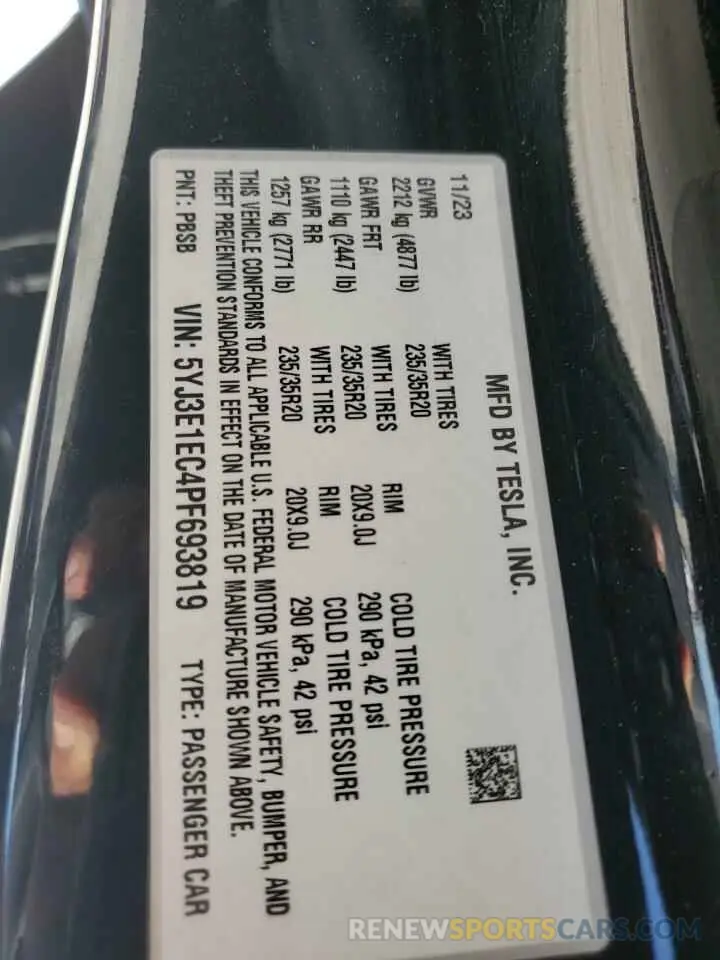 MFD BY TESLA, INC.
11/23
GVWR
2212 kg (4877 lb)
WITH TIRES
235/35R20
GAWR FRT
1110 kg (2447 lb)
WITH TIRES
235/35R20
RIM
20X9.0J
COLD TIRE PRESSURE
290 kPa, 42 psi
GAWR RR
1257 kg (2771 lb)
WITH TIRES
235/35R20
RIM
20X9.0J
COLD TIRE PRESSURE
290 kPa, 42 psi
THIS VEHICLE CONFORMS TO ALL APPLICABLE U.S. FEDERAL MOTOR VEHICLE SAFETY, BUMPER, AND
THEFT PREVENTION STANDARDS IN EFFECT ON THE DATE OF MANUFACTURE SHOWN ABOVE.
PNT: PBSB VIN: 5YJ3E1EC4PF693819 TYPE: PASSENGER CAR
RENEWSPORTSCARS.COM